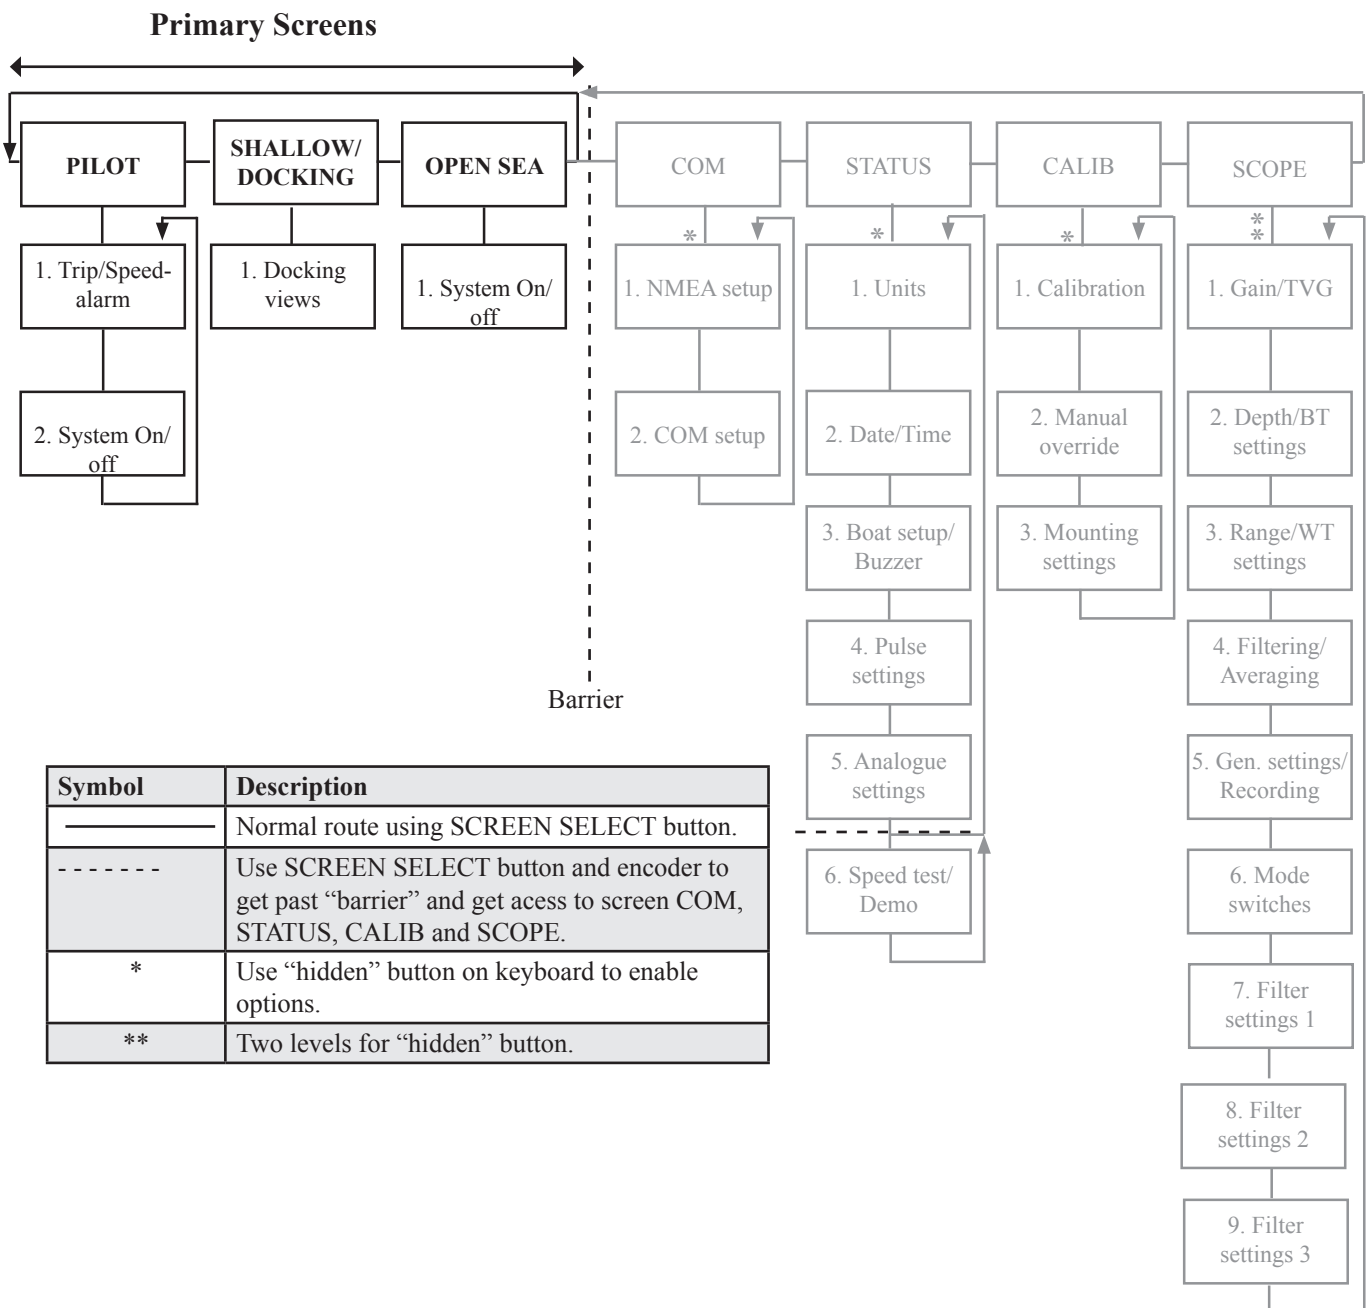 Primary Screens
PILOT
SHALLOW/
DOCKING
OPEN SEA
COM
STATUS
CALIB
SCOPE
*
*
*
*
*
1. Trip/Speed-
alarm
1. Docking
views
1. System On/
off
1. NMEA setup
1. Units
1. Calibration
1. Gain/TVG
2. System On/
off
2. COM setup
2. Date/Time
2. Manual
override
2. Depth/BT
settings
3. Boat setup/
Buzzer
3. Mounting
settings
3. Range/WT
settings
4. Pulse
settings
4. Filtering/
Averaging
Barrier
5. Analogue
settings
5. Gen. settings/
Recording
6. Speed test/
Demo
6. Mode
switches
7. Filter
settings 1
8. Filter
settings 2
9. Filter
settings 3
Symbol Description
Normal route using SCREEN SELECT button.
- - - - - - - Use SCREEN SELECT button and encoder to
get past “barrier” and get acess to screen COM,
STATUS, CALIB and SCOPE.
* Use “hidden” button on keyboard to enable
options.
** Two levels for “hidden” button.